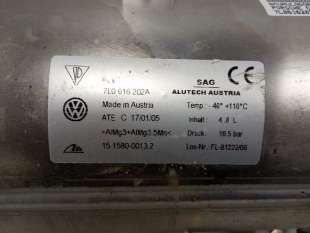 SAG
ALUTECH AUSTRIA
7L0 616 202A
Made in Austria
Temp.: -40° +110°C
ATE C 17/01/05
Inhalt: 4.8 L
>AlMg3+AlMg3.5Mn<
Druck: 19.5 bar
15.1580-0013.2
Los-Nr.: FL-81222/06